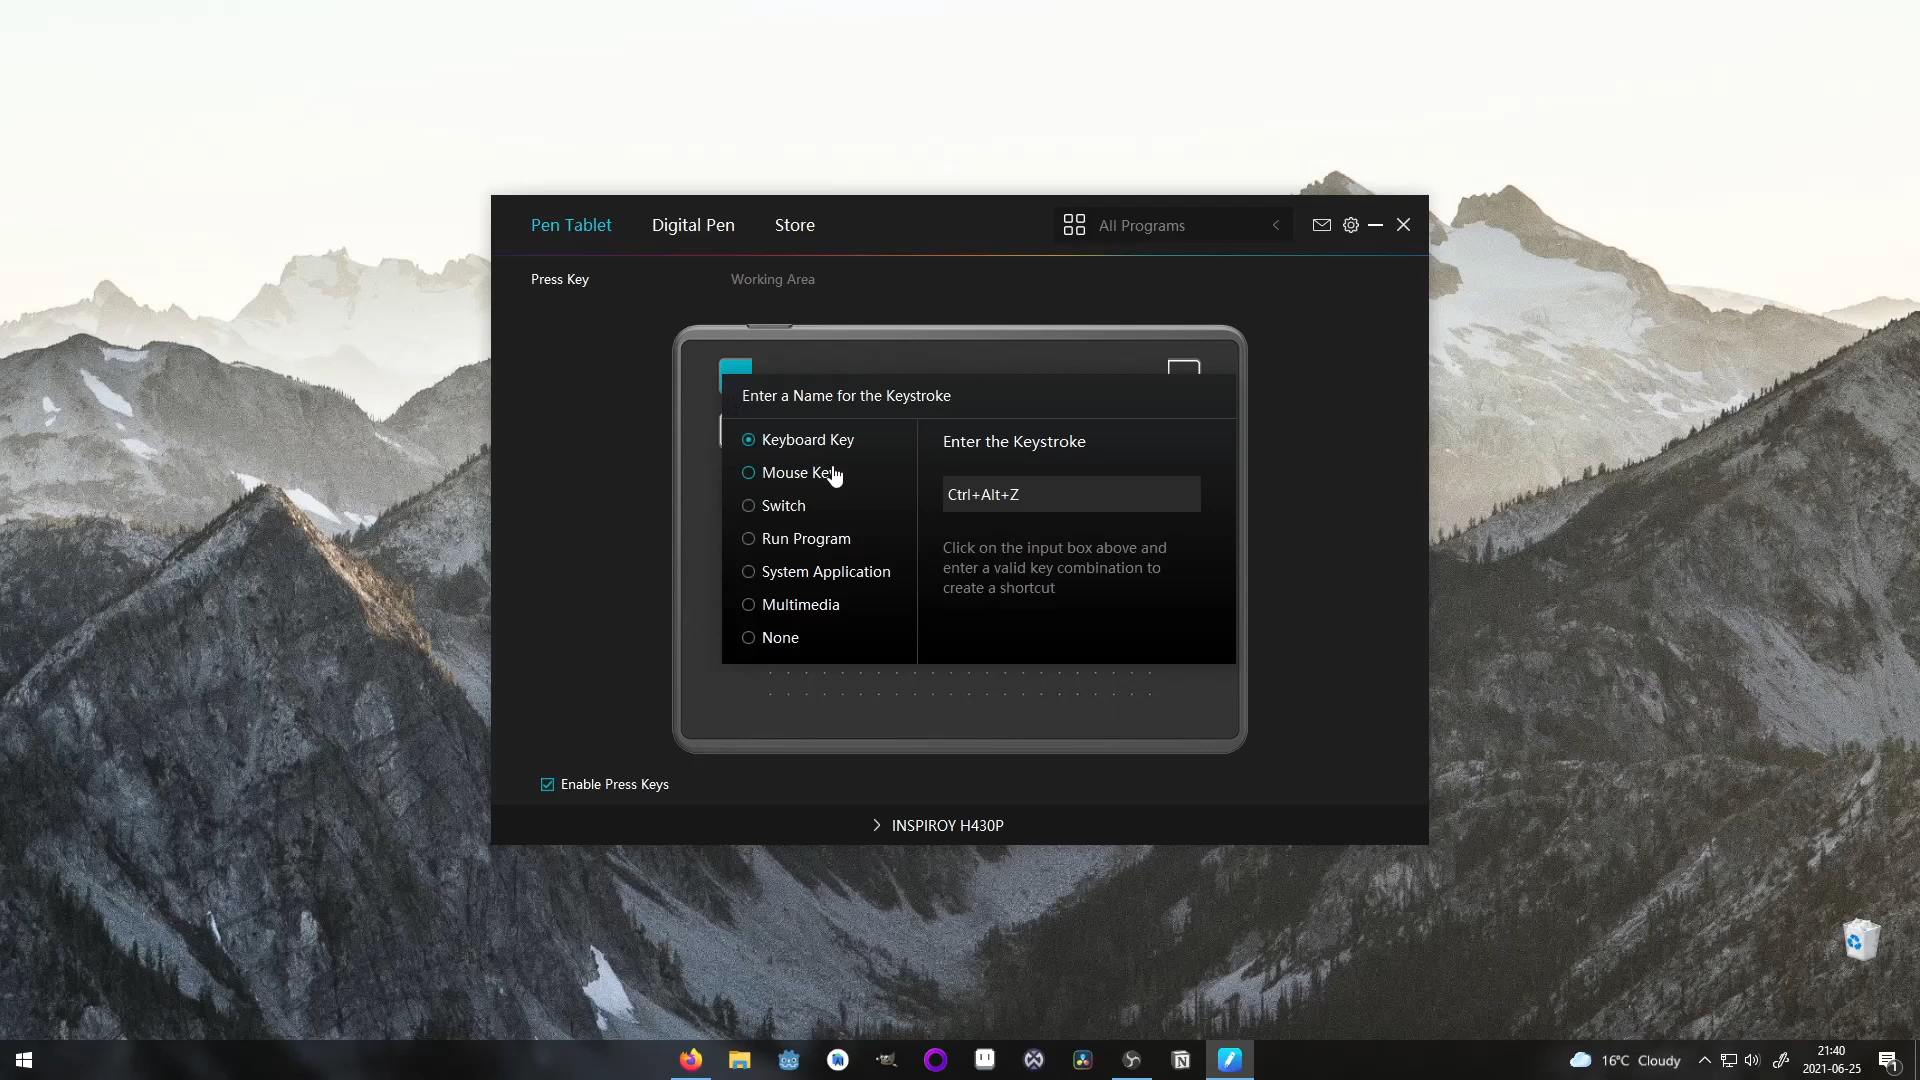 Pen Tablet
Digital Pen
Store
All Programs
Press Key
Working Area
Enter a Name for the Keystroke
Keyboard Key
Mouse Key
Switch
Run Program
System Application
Multimedia
None
Enter the Keystroke
Ctrl+Alt+Z
Click on the input box above and
enter a valid key combination to
create a shortcut
Enable Press Keys
INSPIROY H430P
16°C Cloudy
21:40
2021-06-25
1